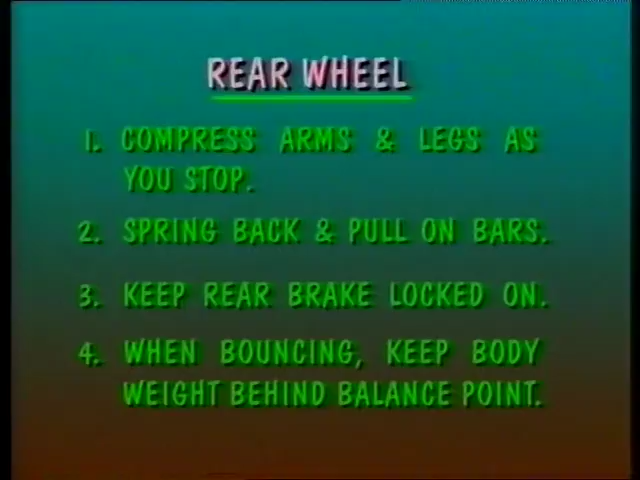 REAR WHEEL
1. COMPRESS ARMS & LEGS AS
YOU STOP.
2. SPRING BACK & PULL ON BARS.
3. KEEP REAR BRAKE LOCKED ON.
4. WHEN BOUNCING, KEEP BODY
WEIGHT BEHIND BALANCE POINT.